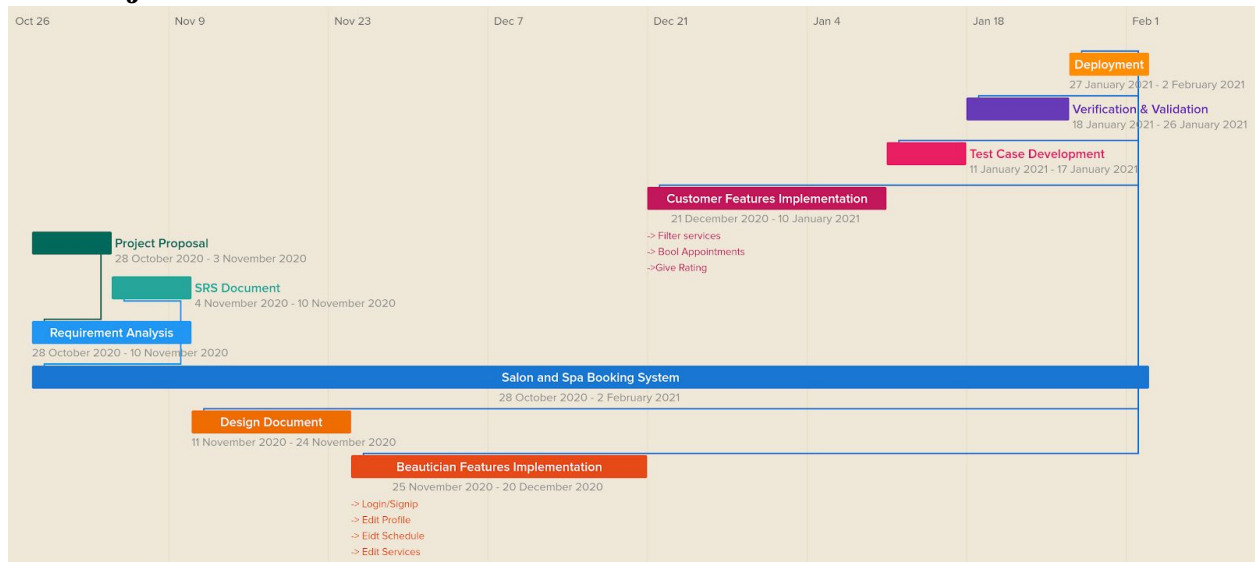 Oct 26 Nov 9 Nov 23 Dec 7 Dec 21 Jan 4 Jan 18 Feb 1
Deployment
27 January 2021 - 2 February 2021
Verification & Validation
18 January 2021 - 26 January 2021
Test Case Development
11 January 2021 - 17 January 2021
Customer Features Implementation
21 December 2020 - 10 January 2021
-> Filter services
-> Bool Appointments
->Give Rating
Project Proposal
28 October 2020 - 3 November 2020
SRS Document
4 November 2020 - 10 November 2020
Requirement Analysis
28 October 2020 - 10 November 2020
Salon and Spa Booking System
28 October 2020 - 2 February 2021
Design Document
11 November 2020 - 24 November 2020
Beautician Features Implementation
25 November 2020 - 20 December 2020
-> Login/Signip
-> Edit Profile
-> Eidt Schedule
-> Edit Services